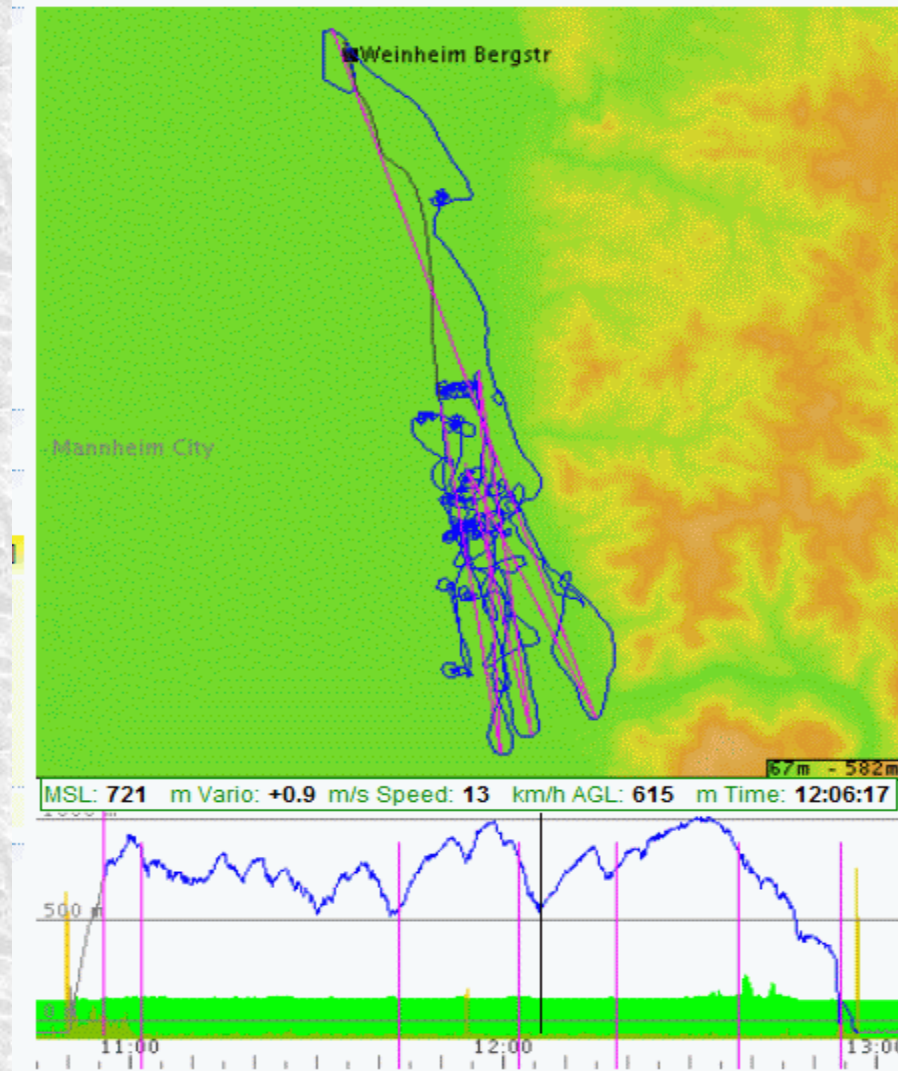 Weinheim Bergstr
Mannheim City
67m - 582m
MSL: 721 m Vario: +0.9 m/s Speed: 13 km/h AGL: 615 m Time: 12:06:17
500 m
0
11:00 12:00 13:00